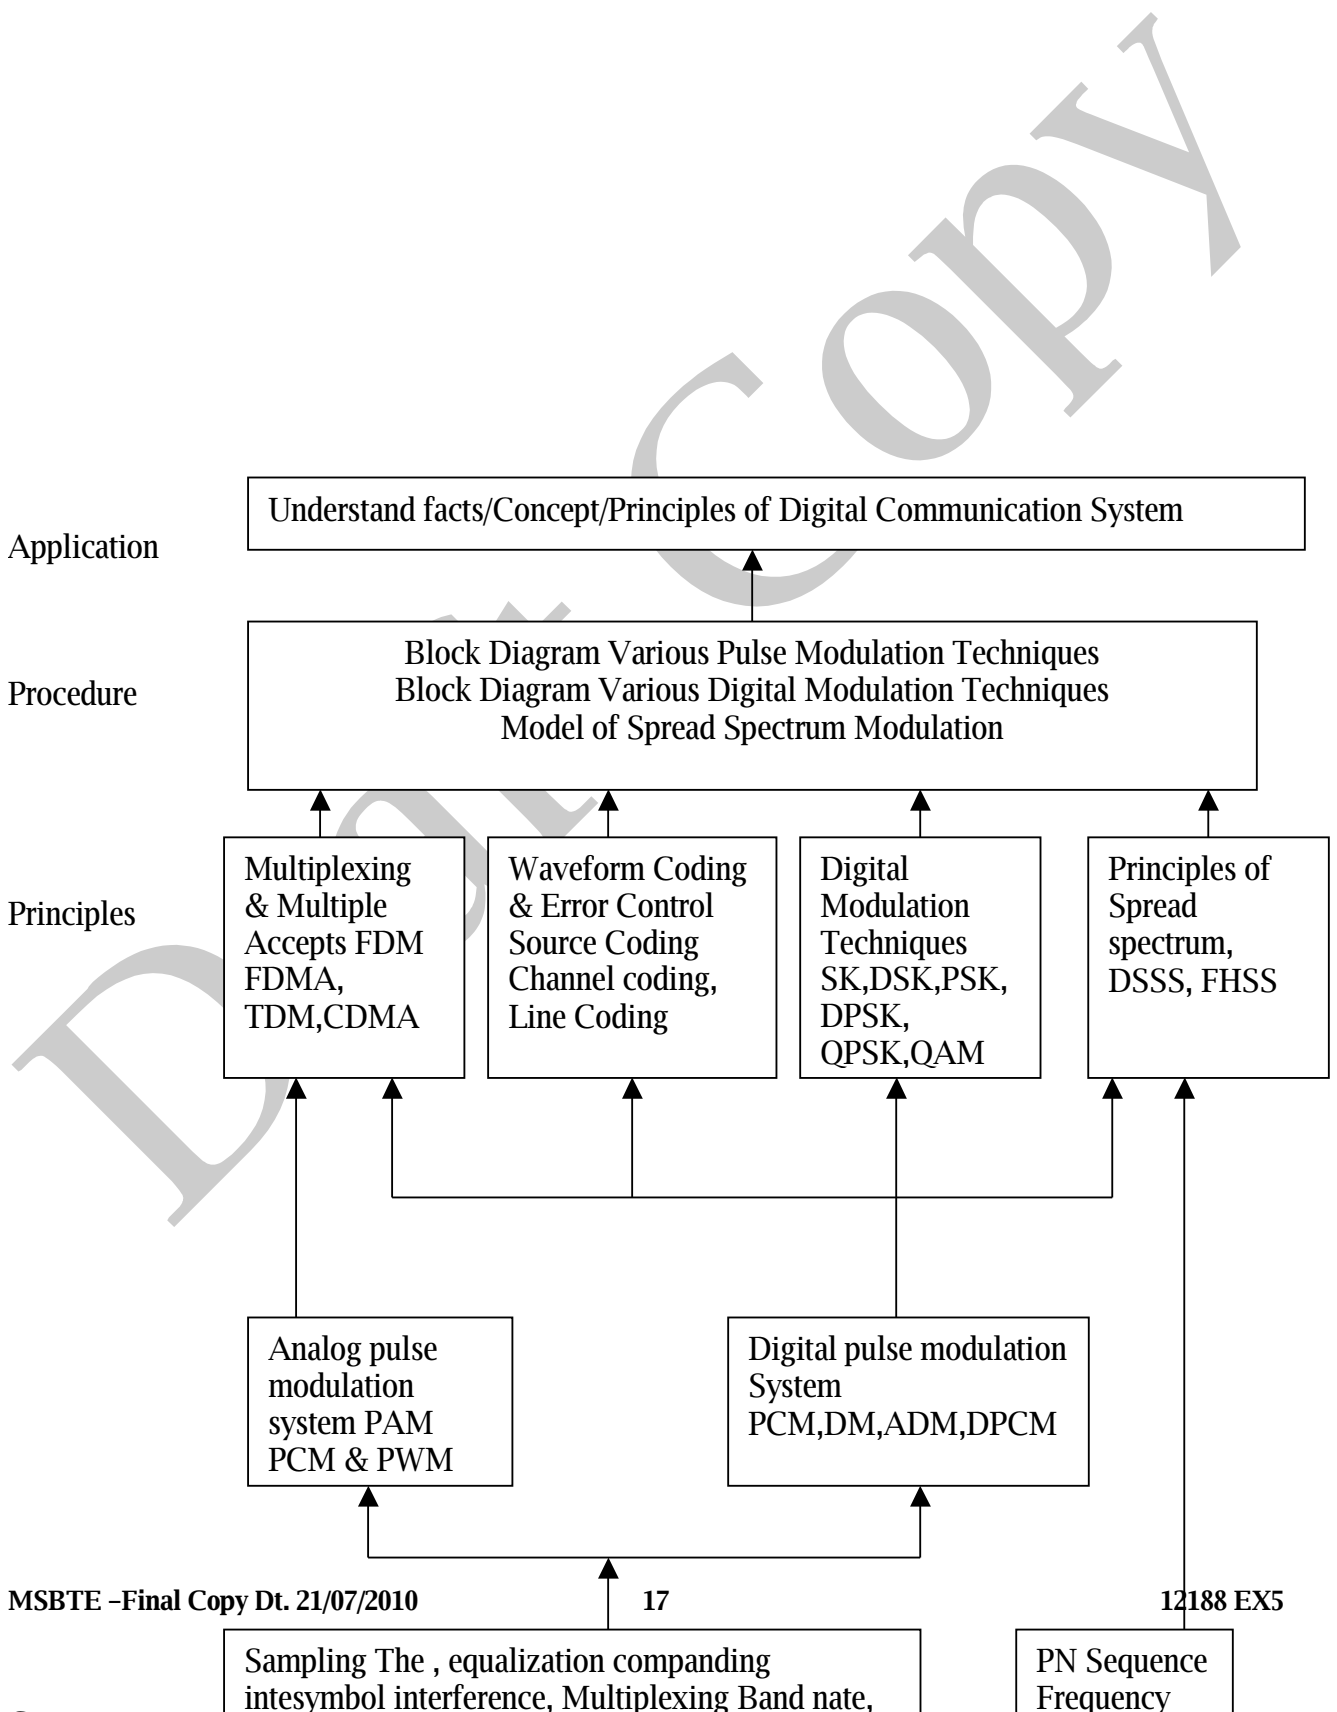 Draft Copy
Understand facts/Concept/Principles of Digital Communication System
Application
Block Diagram Various Pulse Modulation Techniques
Block Diagram Various Digital Modulation Techniques
Model of Spread Spectrum Modulation
Procedure
Principles
Multiplexing
& Multiple
Accepts FDM
FDMA,
TDM,CDMA
Waveform Coding
& Error Control
Source Coding
Channel coding,
Line Coding
Digital
Modulation
Techniques
SK,DSK,PSK,
DPSK,
QPSK,QAM
Principles of
Spread
spectrum,
DSSS, FHSS
Analog pulse
modulation
system PAM
PCM & PWM
Digital pulse modulation
System
PCM,DM,ADM,DPCM
MSBTE –Final Copy Dt. 21/07/2010 17 12188 EX5
Sampling The , equalization companding
intesymbol interference, Multiplexing Band nate,
PN Sequence
Frequency